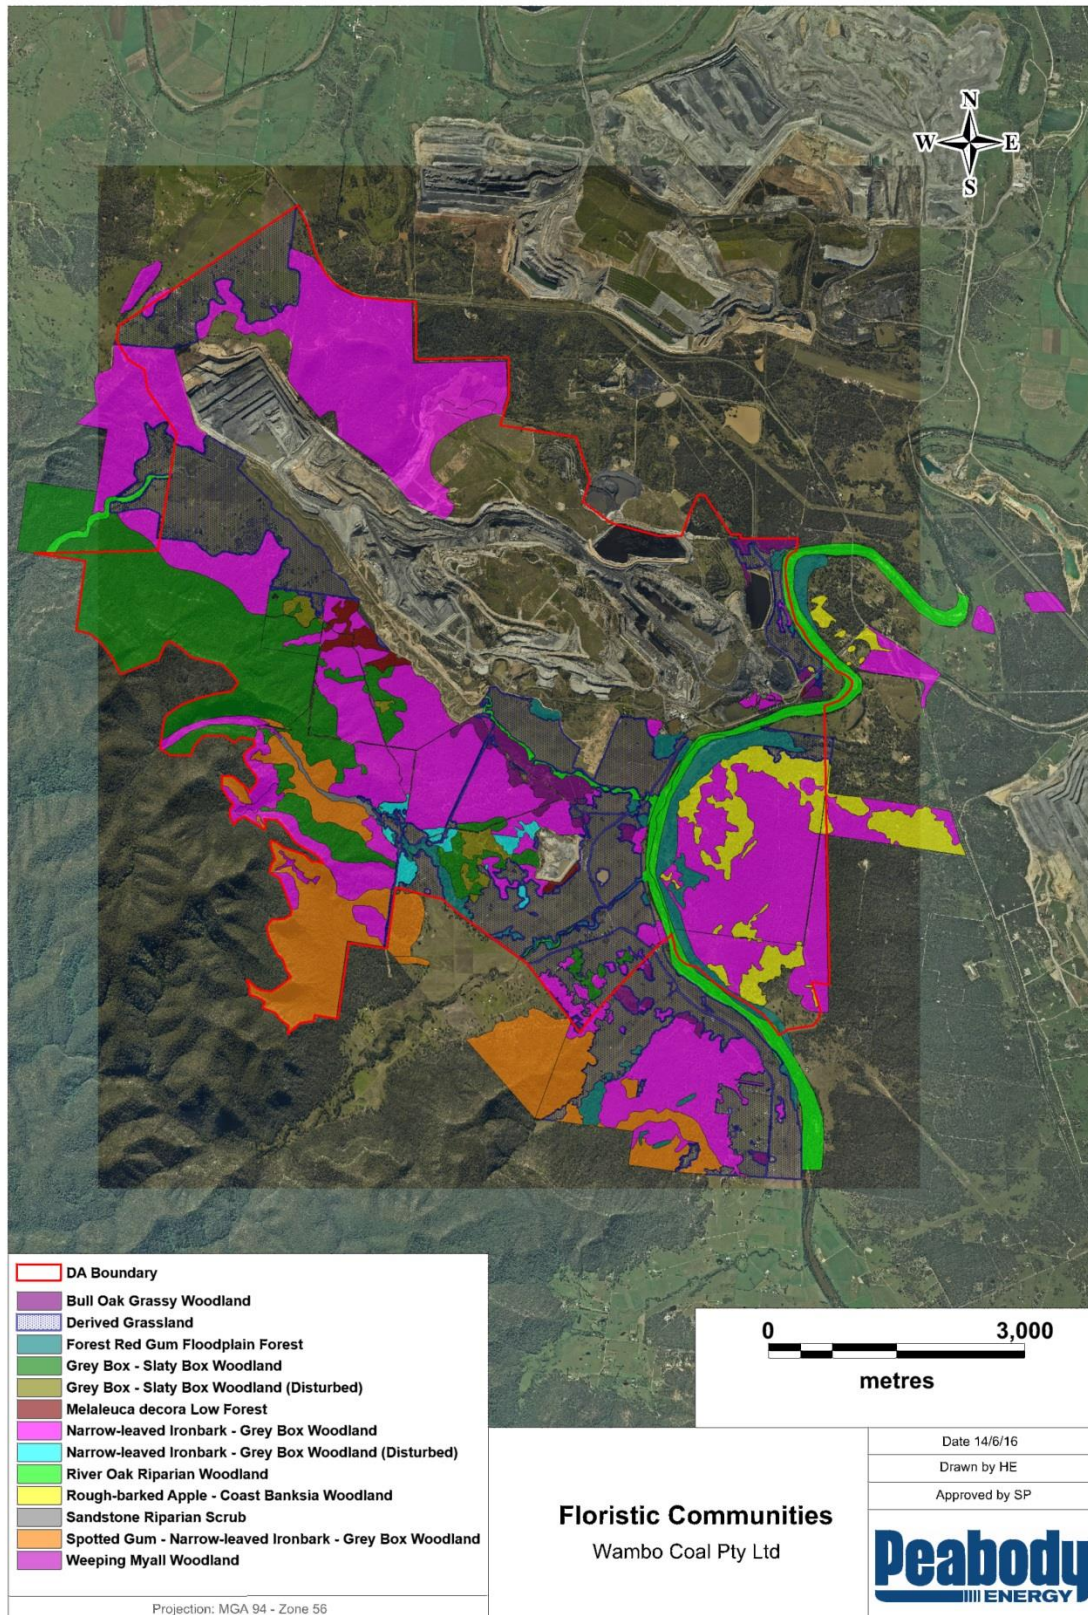 N
W E
S
DA Boundary
Bull Oak Grassy Woodland
Derived Grassland
Forest Red Gum Floodplain Forest
Grey Box - Slaty Box Woodland
Grey Box - Slaty Box Woodland (Disturbed)
Melaleuca decora Low Forest
Narrow-leaved Ironbark - Grey Box Woodland
Narrow-leaved Ironbark - Grey Box Woodland (Disturbed)
River Oak Riparian Woodland
Rough-barked Apple - Coast Banksia Woodland
Sandstone Riparian Scrub
Spotted Gum - Narrow-leaved Ironbark - Grey Box Woodland
Weeping Myall Woodland
Projection: MGA 94 - Zone 56
0 3,000
metres
Floristic Communities
Wambo Coal Pty Ltd
Date 14/6/16
Drawn by HE
Approved by SP
Peabody
ENERGY